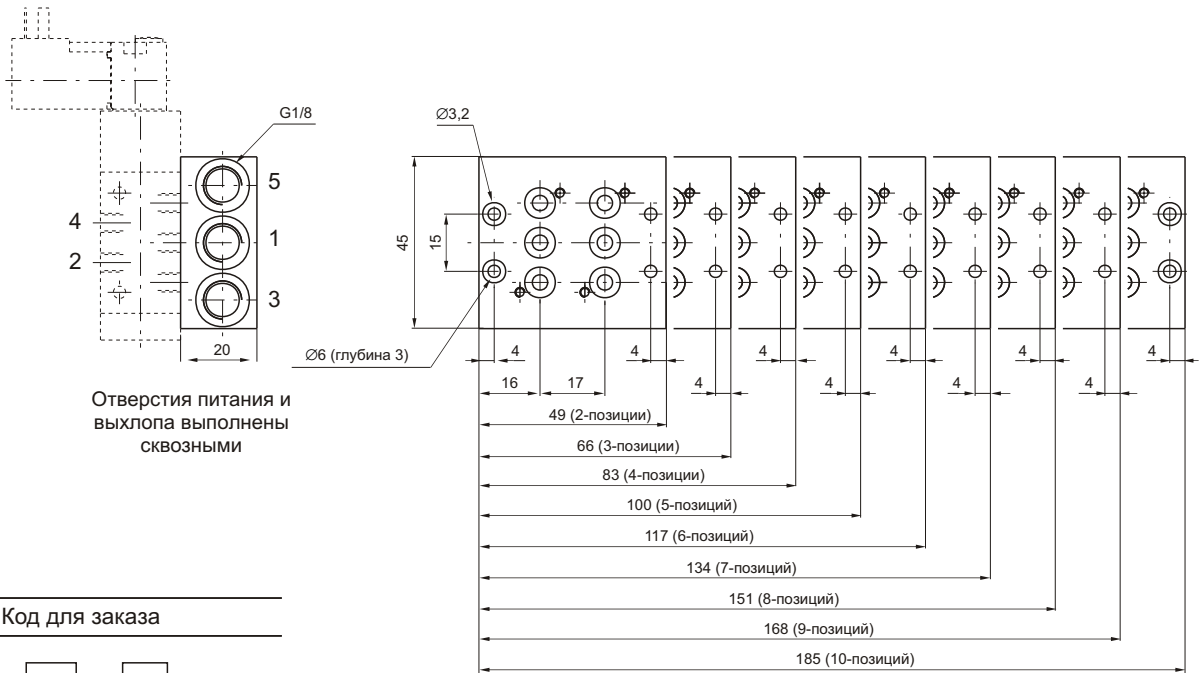 G1/8
5
1
3
4
2
20
Отверстия питания и
выхлопа выполнены
сквозными
Код для заказа
∅3,2
45
15
∅6 (глубина 3)
4
4
4
4
4
4
4
4
4
4
16
17
49 (2-позиции)
66 (3-позиции)
83 (4-позиции)
100 (5-позиций)
117 (6-позиций)
134 (7-позиций)
151 (8-позиций)
168 (9-позиций)
185 (10-позиций)